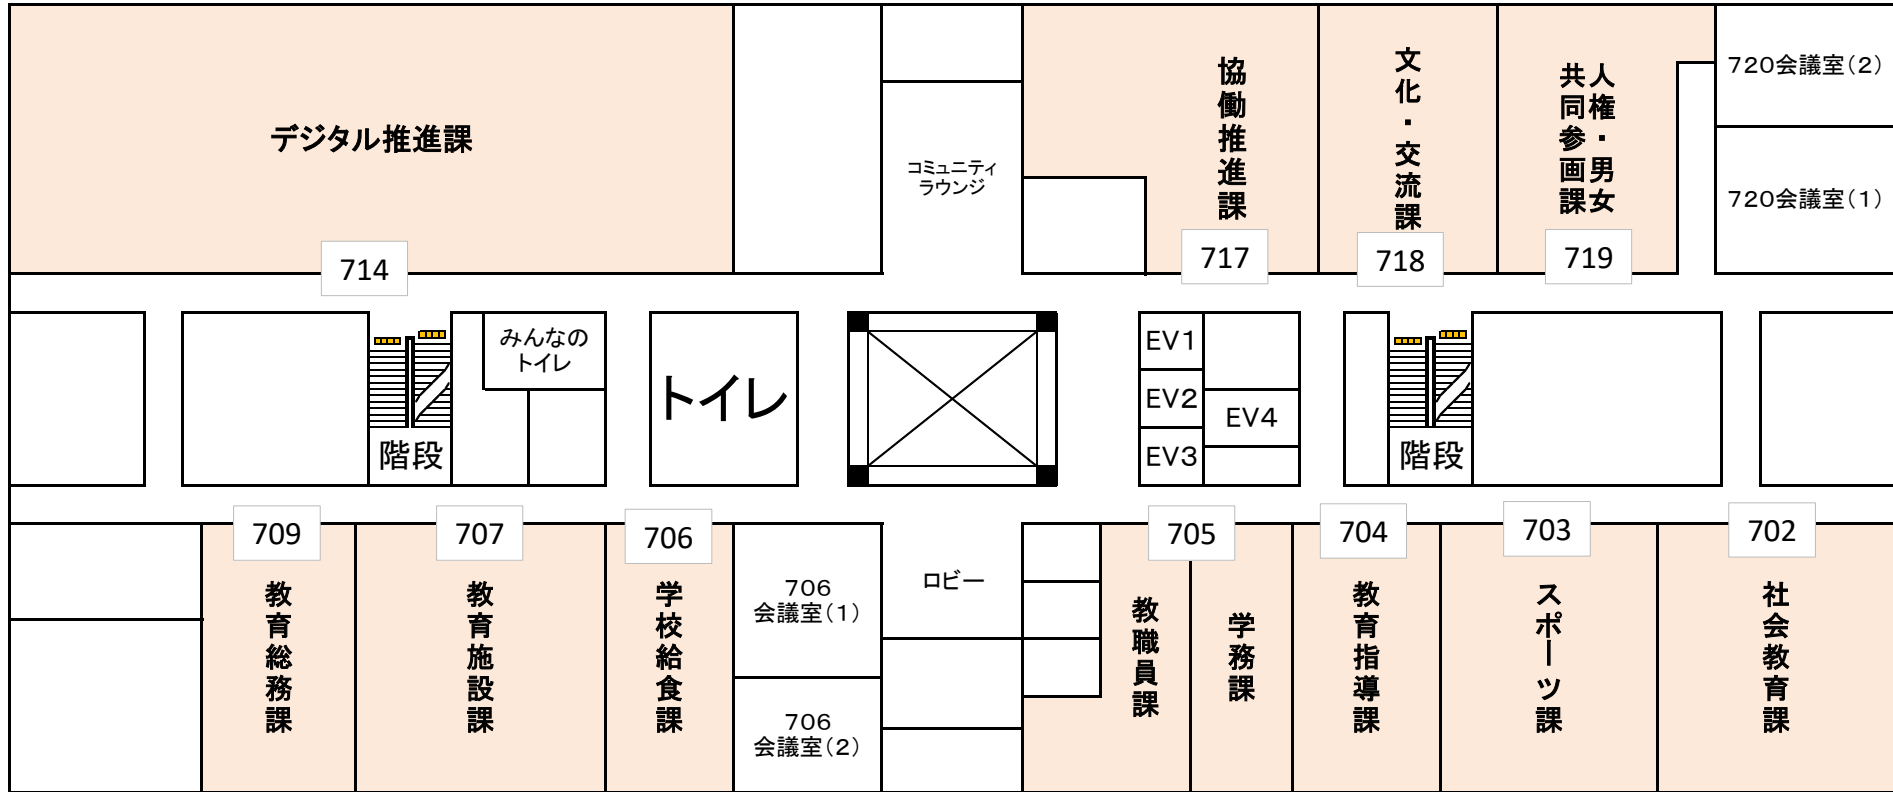 デジタル推進課
714
コミュニティ
ラウンジ
協働推進課
717
文化・交流課
718
人権・男女
共同参画課
719
720会議室(2)
720会議室(1)
階段
みんなの
トイレ
トイレ
EV1
EV2
EV3
EV4
階段
709
教育総務課
707
教育施設課
706
学校給食課
706
会議室(1)
706
会議室(2)
ロビー
705
教職員課
学務課
704
教育指導課
703
スポーツ課
702
社会教育課